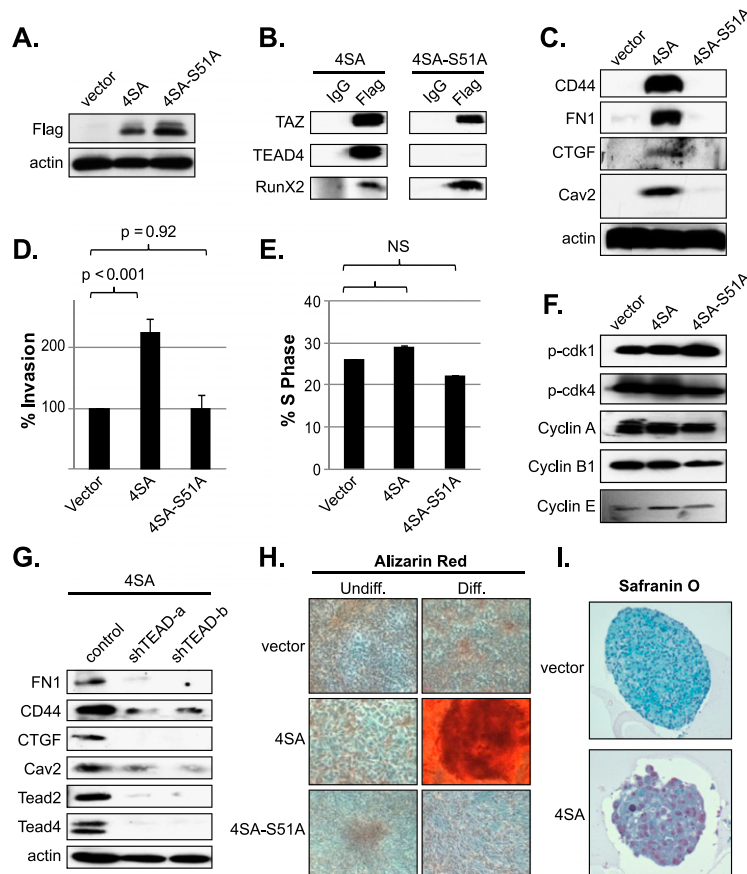 A.
vector
4SA
4SA-S51A
Flag
actin
B.
4SA
4SA-S51A
IgG
Flag
IgG
Flag
TAZ
TEAD4
RunX2
C.
vector
4SA
4SA-S51A
CD44
FN1
CTGF
Cav2
actin
D.
p = 0.92
p < 0.001
% Invasion
200
100
Vector
4SA
4SA-S51A
E.
NS
% S Phase
40
30
20
10
0
Vector
4SA
4SA-S51A
F.
vector
4SA
4SA-S51A
p-cdk1
p-cdk4
Cyclin A
Cyclin B1
Cyclin E
G.
4SA
control
shTEAD-a
shTEAD-b
FN1
CD44
CTGF
Cav2
Tead2
Tead4
actin
H.
Alizarin Red
Undiff.
Diff.
vector
4SA
4SA-S51A
I.
Safranin O
vector
4SA